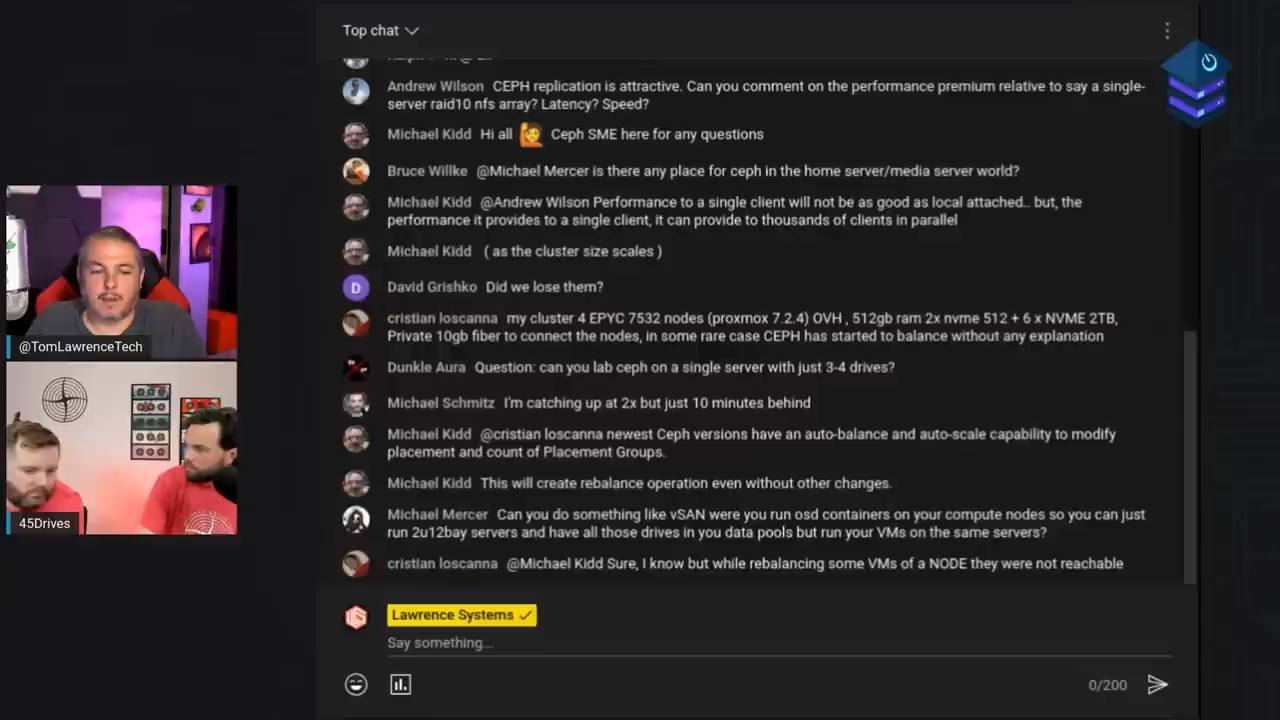 Top chat
Andrew Wilson CEPH replication is attractive. Can you comment on the performance premium relative to say a single-
server raid10 nfs array? Latency? Speed?
Michael Kidd Hi all 🙋 Ceph SME here for any questions
Bruce Willke @Michael Mercer is there any place for ceph in the home server/media server world?
Michael Kidd @Andrew Wilson Performance to a single client will not be as good as local attached.. but, the
performance it provides to a single client, it can provide to thousands of clients in parallel
Michael Kidd ( as the cluster size scales )
D
David Grishko Did we lose them?
cristian loscanna my cluster 4 EPYC 7532 nodes (proxmox 7.2.4) OVH , 512gb ram 2x nvme 512 + 6 x NVME 2TB,
Private 10gb fiber to connect the nodes, in some rare case CEPH has started to balance without any explanation
Dunkle Aura Question: can you lab ceph on a single server with just 3-4 drives?
Michael Schmitz I'm catching up at 2x but just 10 minutes behind
Michael Kidd @cristian loscanna newest Ceph versions have an auto-balance and auto-scale capability to modify
placement and count of Placement Groups.
Michael Kidd This will create rebalance operation even without other changes.
Michael Mercer Can you do something like vSAN were you run osd containers on your compute nodes so you can just
run 2u12bay servers and have all those drives in you data pools but run your VMs on the same servers?
cristian loscanna @Michael Kidd Sure, I know but while rebalancing some VMs of a NODE they were not reachable
Lawrence Systems
Say something...
0/200
@TomLawrenceTech
45Drives